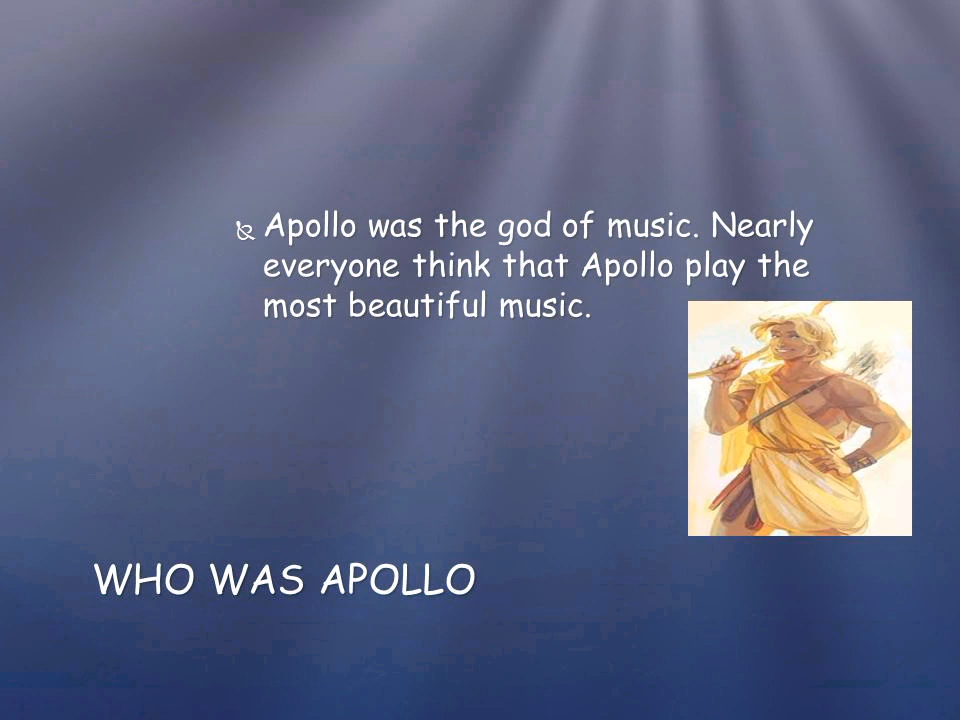 Apollo was the god of music. Nearly
everyone think that Apollo play the
most beautiful music.
WHO WAS APOLLO